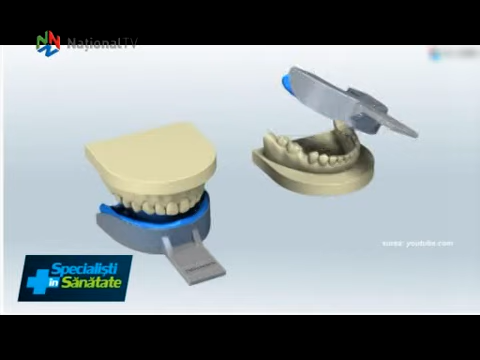 NaționalTV
sursa: youtube.com
Specialiști
în
Sănătate